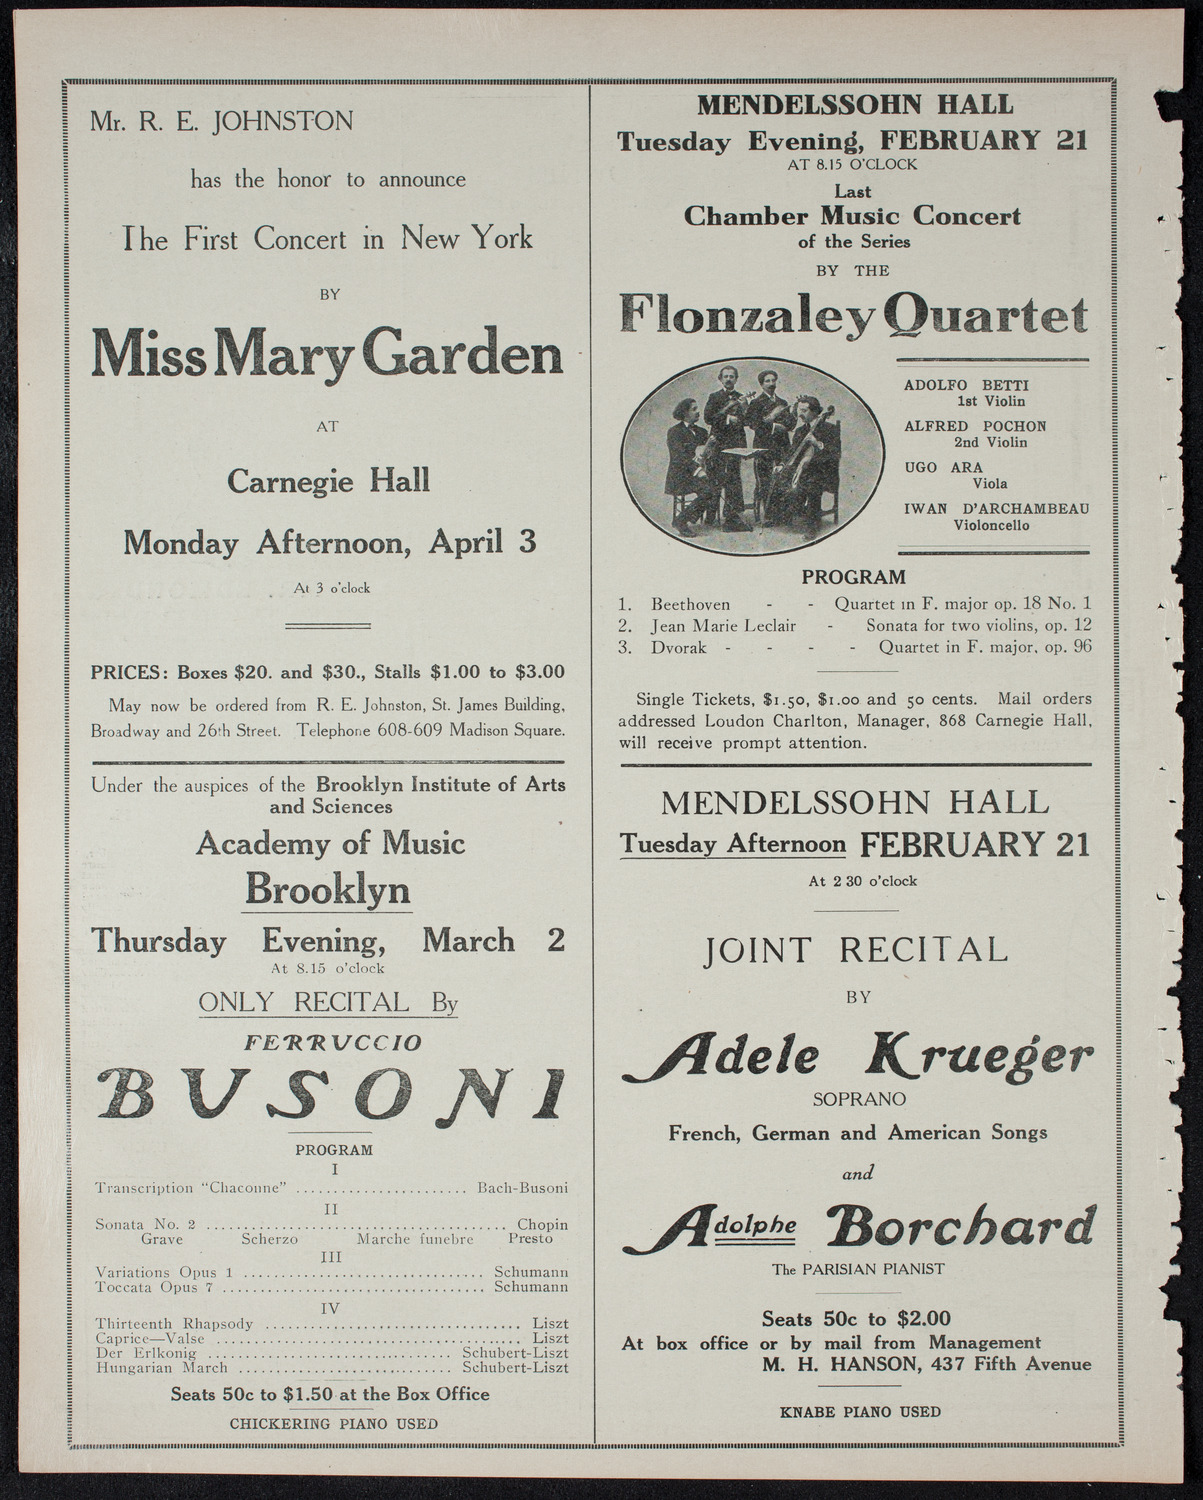 Mr. R. E. JOHNSTON
has the honor to announce
The First Concert in New York
BY
Miss Mary Garden
AT
Carnegie Hall
Monday Afternoon, April 3
At 3 o'clock
PRICES: Boxes $20. and $30., Stalls $1.00 to $3.00
May now be ordered from R. E. Johnston, St. James Building,
Broadway and 26th Street. Telephone 608-609 Madison Square.
Under the auspices of the Brooklyn Institute of Arts
and Sciences
Academy of Music
Brooklyn
Thursday Evening, March 2
At 8.15 o'clock
ONLY RECITAL By
FERRUCCIO
BUSONI
PROGRAM
I
Transcription "Chaconne" ....................... Bach-Busoni
II
Sonata No. 2 ........................................ Chopin
Grave Scherzo Marche funebre Presto
III
Variations Opus 1 ................................ Schumann
Toccata Opus 7 ................................... Schumann
IV
Thirteenth Rhapsody .................................. Liszt
Caprice—Valse ......................................... Liszt
Der Erlkonig .................................... Schubert-Liszt
Hungarian March ............................ Schubert-Liszt
Seats 50c to $1.50 at the Box Office
CHICKERING PIANO USED
MENDELSSOHN HALL
Tuesday Evening, FEBRUARY 21
AT 8.15 O'CLOCK
Last
Chamber Music Concert
of the Series
BY THE
Flonzaley Quartet
ADOLFO BETTI
1st Violin
ALFRED POCHON
2nd Violin
UGO ARA
Viola
IWAN D'ARCHAMBEAU
Violoncello
PROGRAM
1. Beethoven - - Quartet in F. major op. 18 No. 1
2. Jean Marie Leclair - Sonata for two violins, op. 12
3. Dvorak - - - - Quartet in F. major, op. 96
Single Tickets, $1.50, $1.00 and 50 cents. Mail orders
addressed Loudon Charlton, Manager, 868 Carnegie Hall,
will receive prompt attention.
MENDELSSOHN HALL
Tuesday Afternoon FEBRUARY 21
At 2 30 o'clock
JOINT RECITAL
BY
Adele Krueger
SOPRANO
French, German and American Songs
and
Adolphe Borchard
The PARISIAN PIANIST
Seats 50c to $2.00
At box office or by mail from Management
M. H. HANSON, 437 Fifth Avenue
KNABE PIANO USED